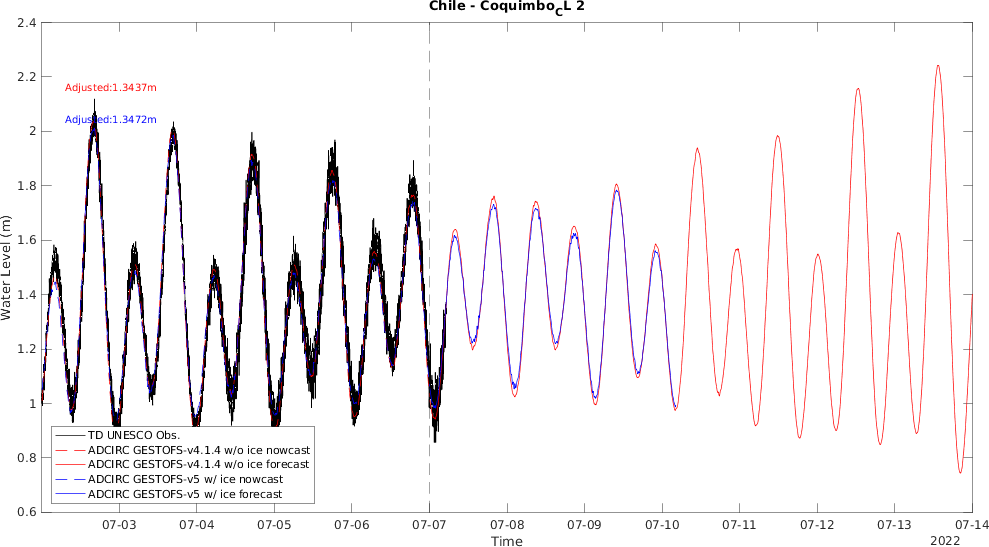 Chile - CoquimboCL 2
2.4
2.2
2
1.8
1.6
1.4
1.2
1
0.8
0.6
Water Level (m)
Adjusted:1.3437m
Adjusted:1.3472m
TD UNESCO Obs.
ADCIRC GESTOFS-v4.1.4 w/o ice nowcast
ADCIRC GESTOFS-v4.1.4 w/o ice forecast
ADCIRC GESTOFS-v5 w/ ice nowcast
ADCIRC GESTOFS-v5 w/ ice forecast
07-03 07-04 07-05 07-06 07-07 07-08 07-09 07-10 07-11 07-12 07-13 07-14
Time
2022